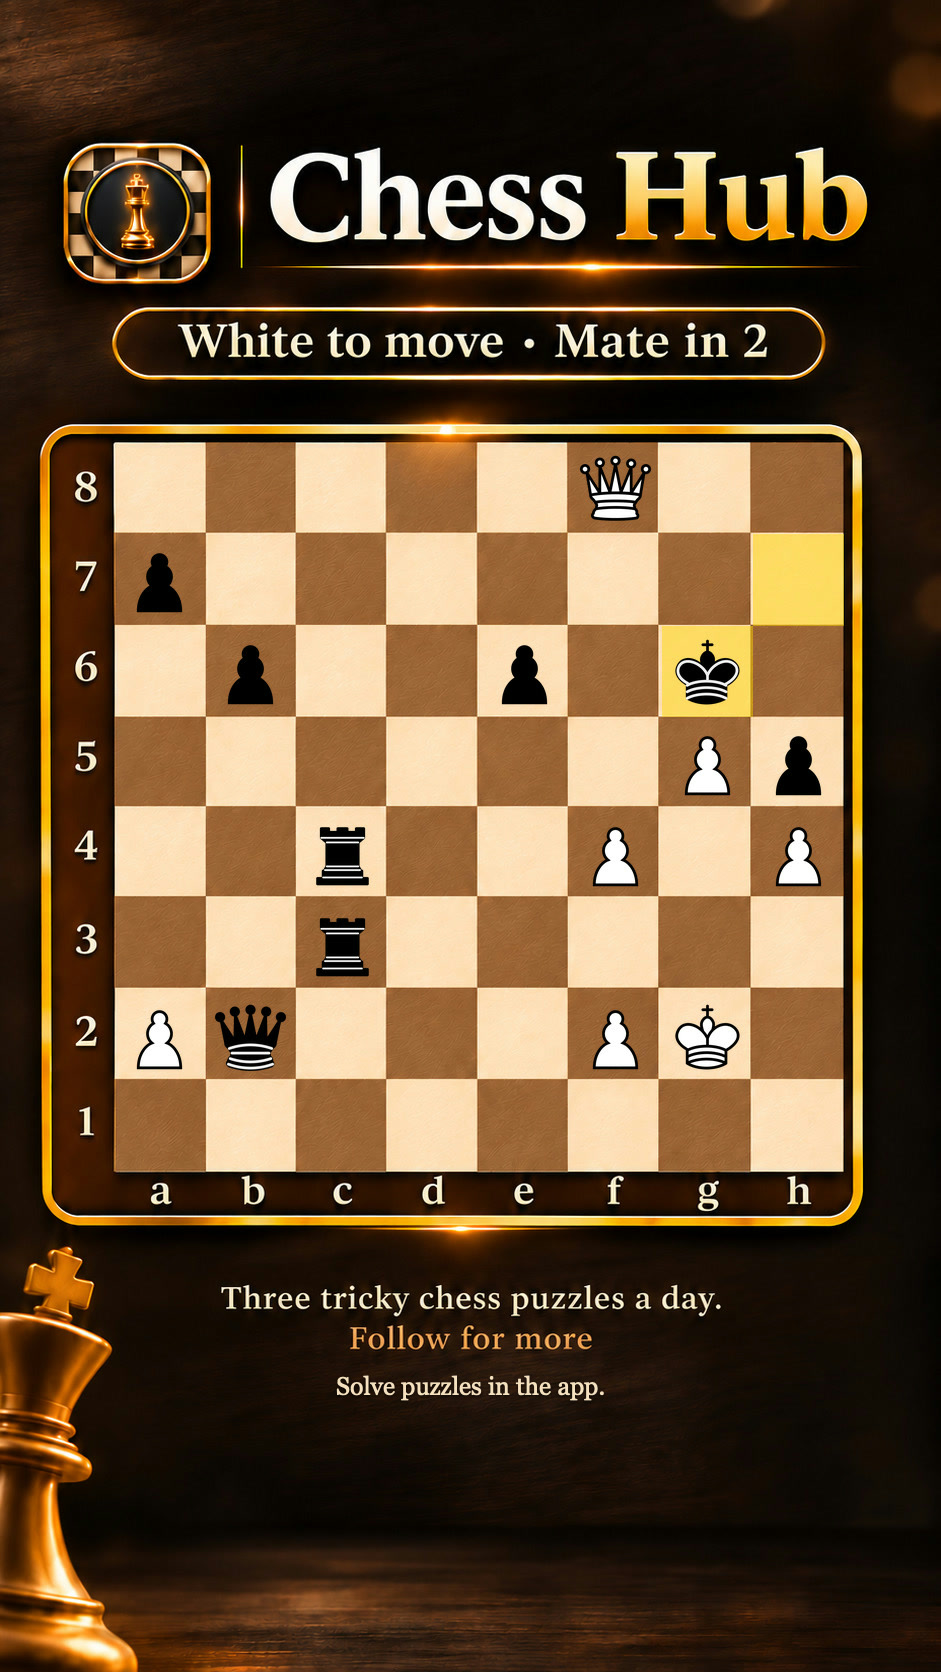 Chess Hub
White to move · Mate in 2
8
7
6
5
4
3
2
1
a b c d e f g h
Three tricky chess puzzles a day.
Follow for more
Solve puzzles in the app.